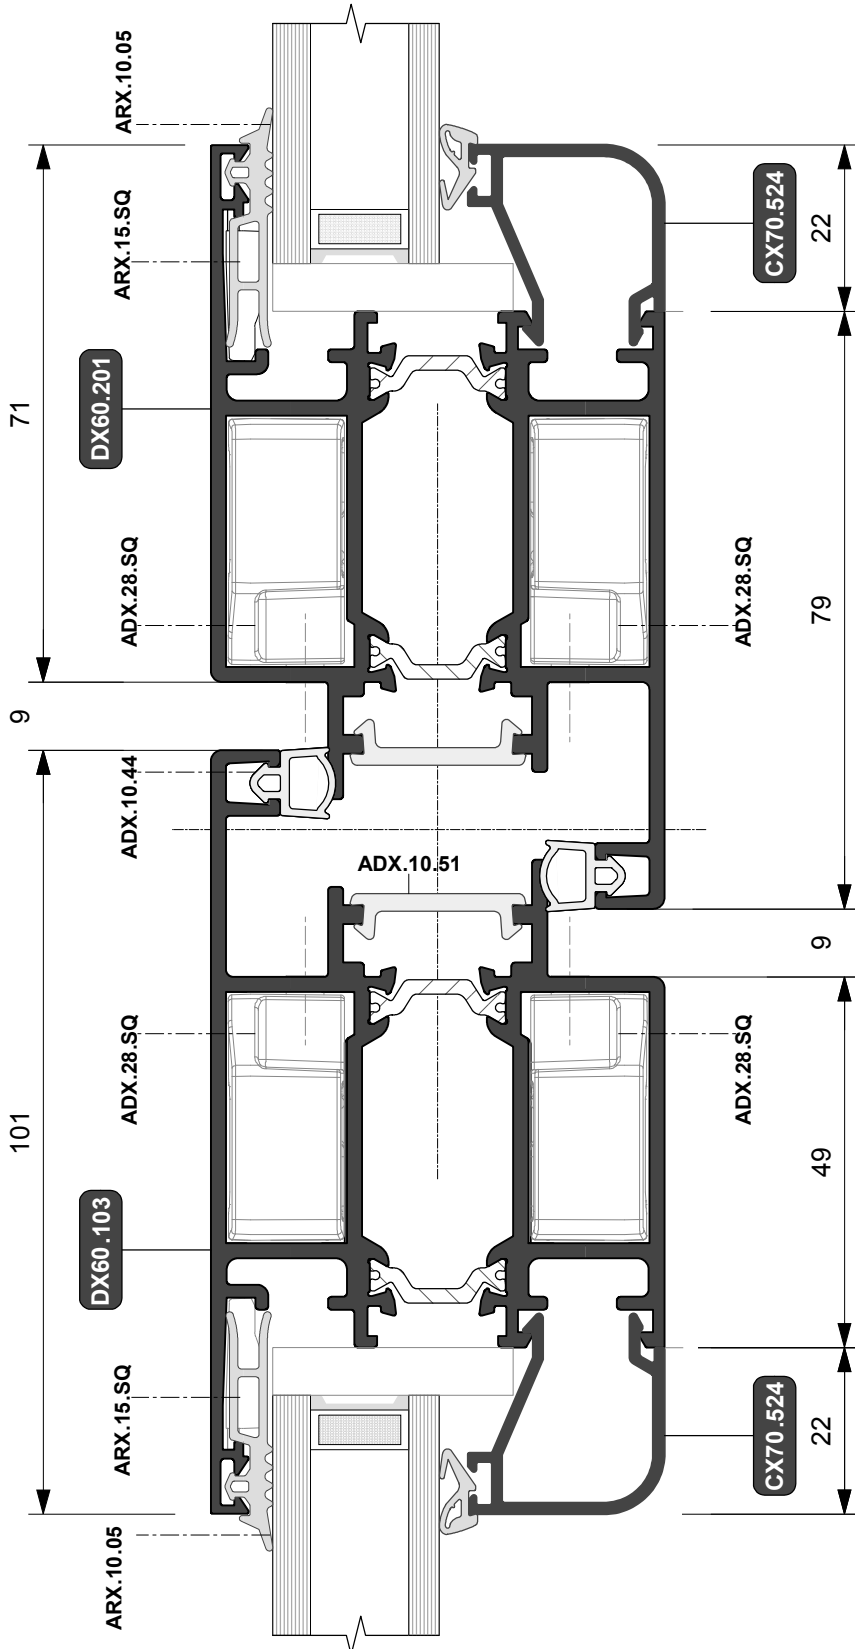 ARX.10.05
CX70.524
22
ARX.15.SQ
71
DX60.201
ADX.28.SQ
ADX.28.SQ
79
9
ADX.10.44
ADX.10.51
9
ADX.28.SQ
ADX.28.SQ
101
49
DX60.103
ARX.15.SQ
CX70.524
22
ARX.10.05